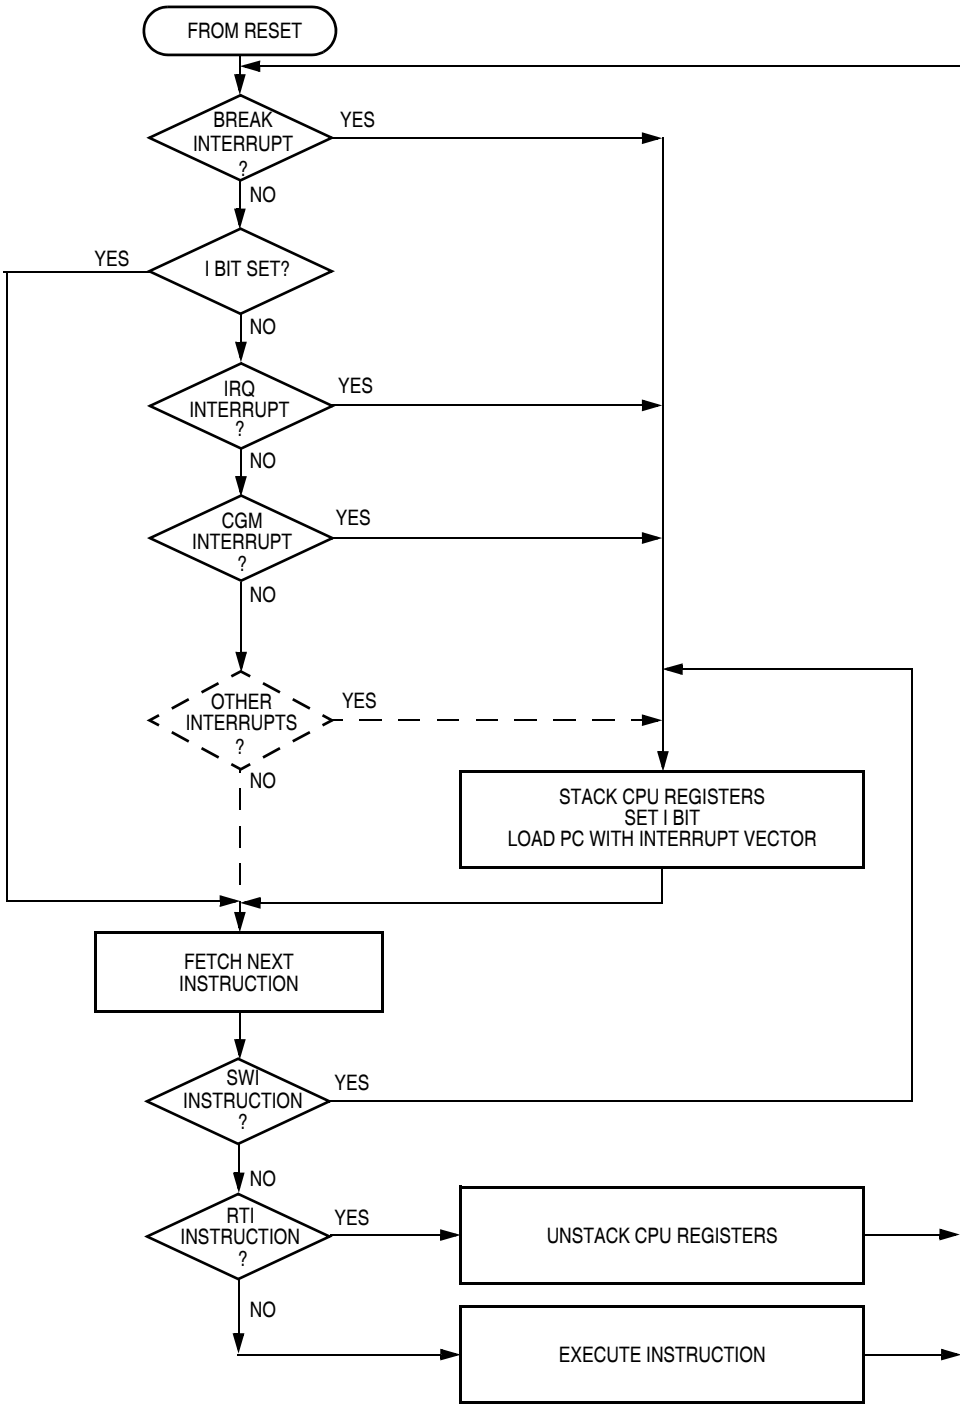 FROM RESET
BREAK
INTERRUPT
?
YES
NO
I BIT SET?
YES
NO
IRQ
INTERRUPT
?
YES
NO
CGM
INTERRUPT
?
YES
NO
OTHER
INTERRUPTS
?
YES
NO
STACK CPU REGISTERS
SET I BIT
LOAD PC WITH INTERRUPT VECTOR
FETCH NEXT
INSTRUCTION
SWI
INSTRUCTION
?
YES
NO
RTI
INSTRUCTION
?
YES
UNSTACK CPU REGISTERS
NO
EXECUTE INSTRUCTION